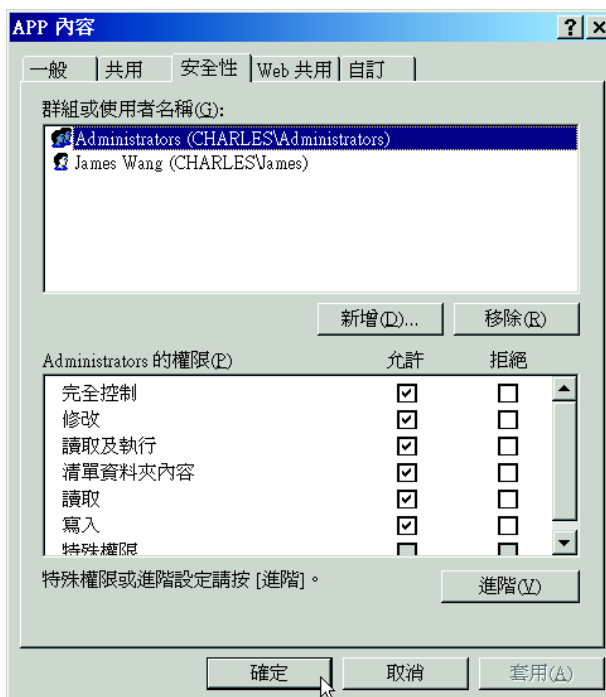 APP 內容
一般 共用 安全性 Web 共用 自訂
群組或使用者名稱(G):
Administrators (CHARLES\Administrators)
James Wang (CHARLES\James)
新增(D)... 移除(R)
Administrators 的權限(P) 允許 拒絕
完全控制
修改
讀取及執行
清單資料夾內容
讀取
寫入
特殊權限
特殊權限或進階設定請按 [進階]。
進階(V)
確定 取消 套用(A)